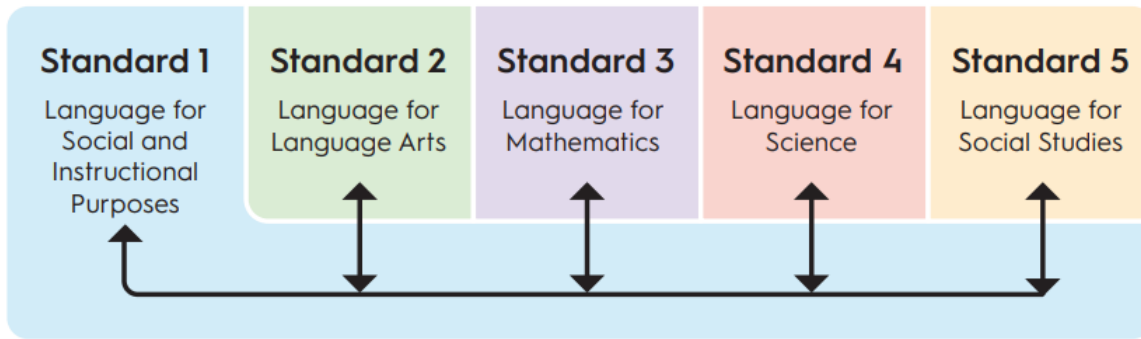 Standard 1
Language for
Social and
Instructional
Purposes
Standard 2
Language for
Language Arts
Standard 3
Language for
Mathematics
Standard 4
Language for
Science
Standard 5
Language for
Social Studies